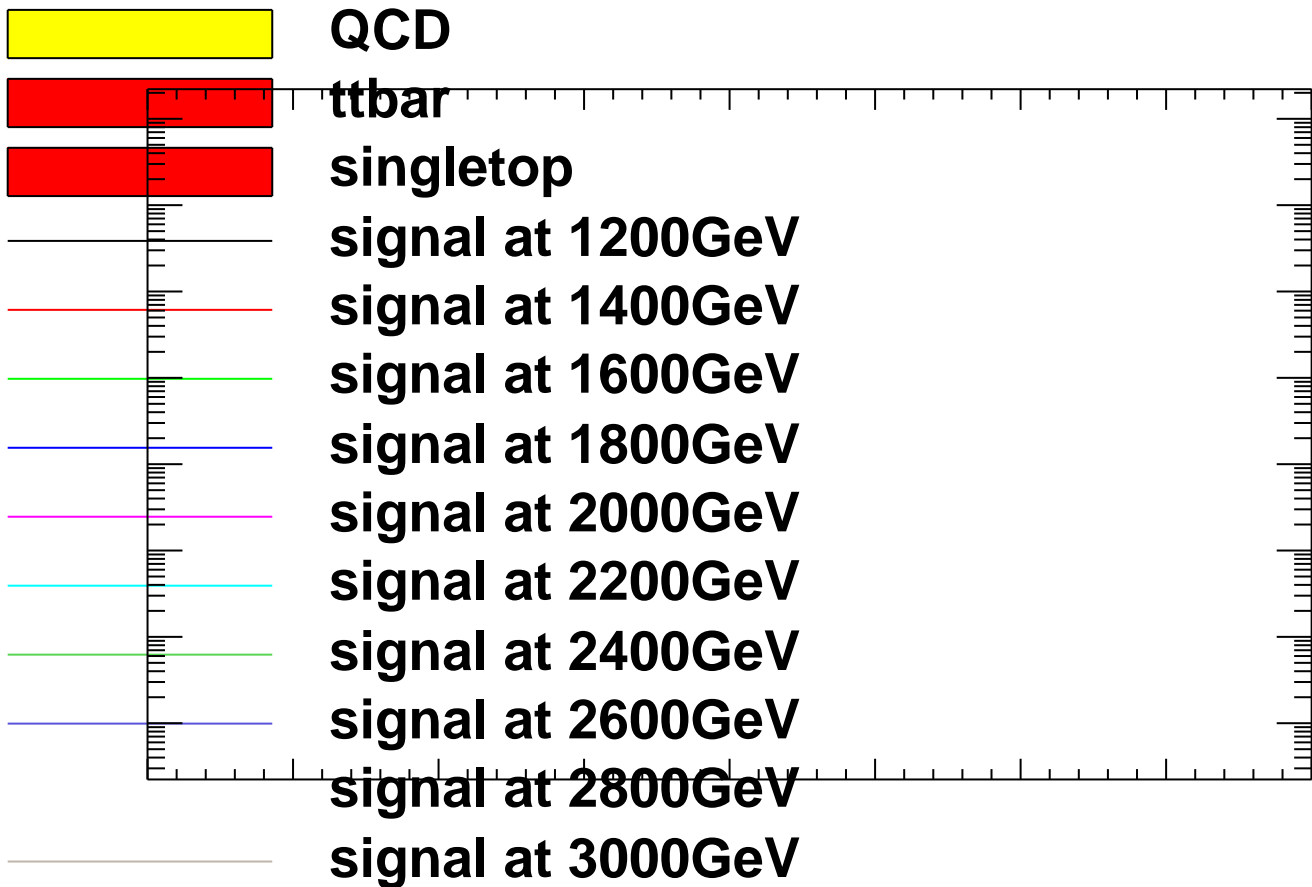 QCD
ttbar
singletop
signal at 1200GeV
signal at 1400GeV
signal at 1600GeV
signal at 1800GeV
signal at 2000GeV
signal at 2200GeV
signal at 2400GeV
signal at 2600GeV
signal at 2800GeV
signal at 3000GeV